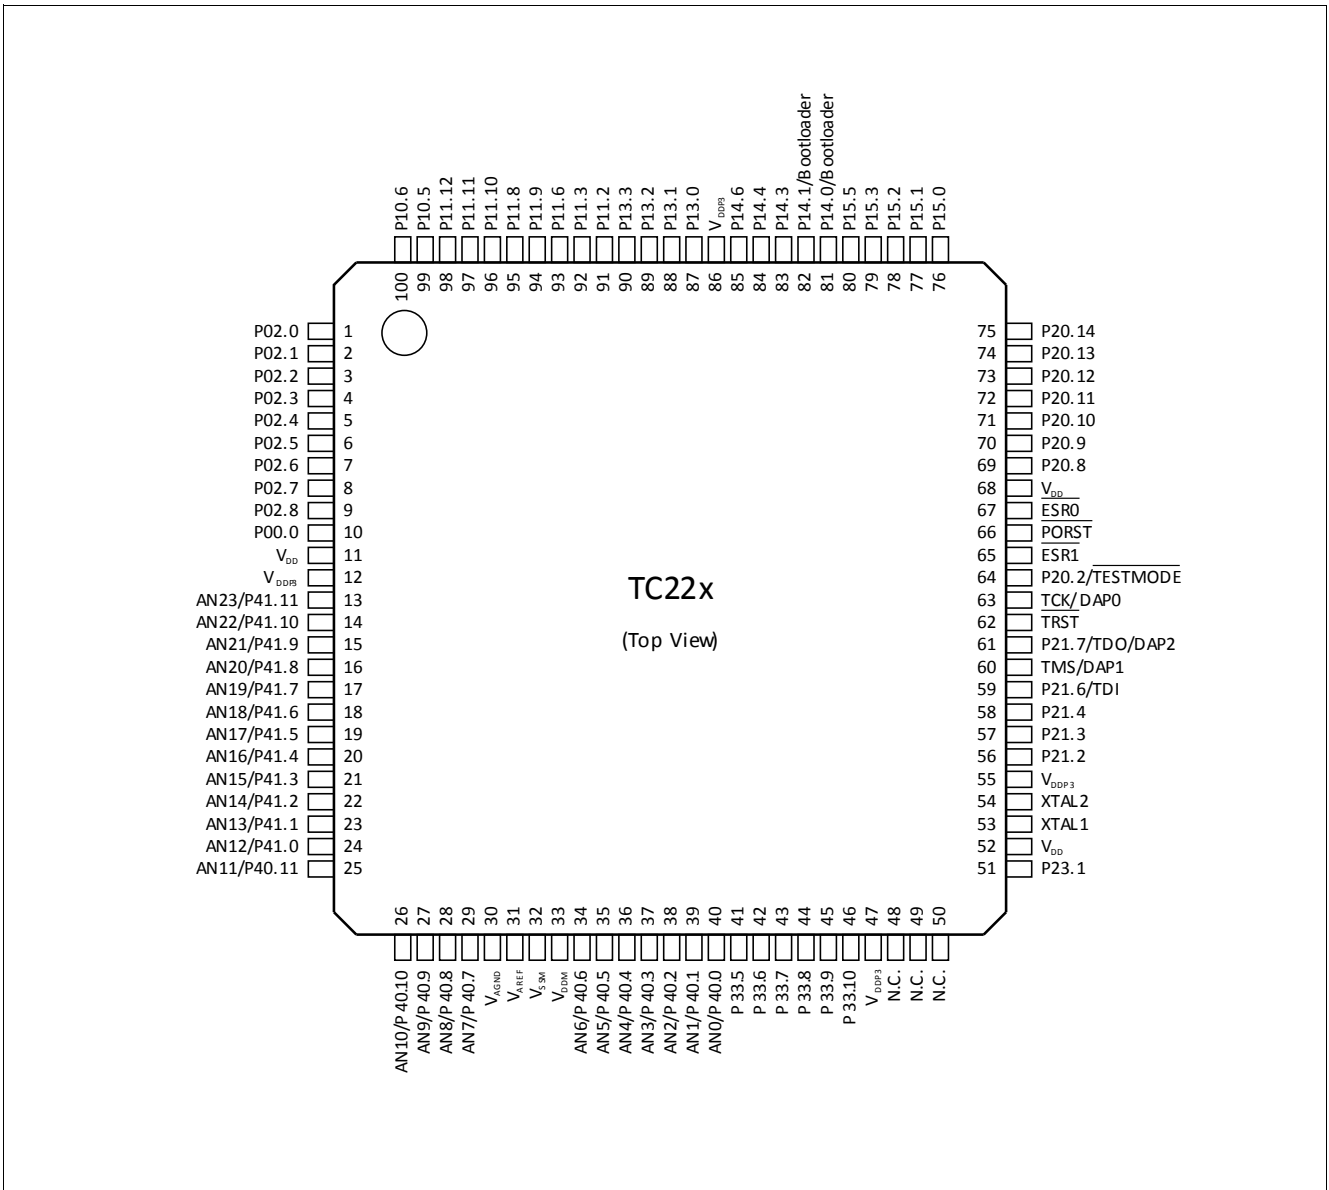 P10.6
P10.5
P11.12
P11.11
P11.10
P11.8
P11.9
P11.6
P11.3
P11.2
P13.3
P13.2
P13.1
P13.0
VDDP3
P14.6
P14.4
P14.3
P14.1/Bootloader
P14.0/Bootloader
P15.5
P15.3
P15.2
P15.1
P15.0
100
99
98
97
96
95
94
93
92
91
90
89
88
87
86
85
84
83
82
81
80
79
78
77
76
P02.0 1
P02.1 2
P02.2 3
P02.3 4
P02.4 5
P02.5 6
P02.6 7
P02.7 8
P02.8 9
P00.0 10
VDD 11
VDDP3 12
AN23/P41.11 13
AN22/P41.10 14
AN21/P41.9 15
AN20/P41.8 16
AN19/P41.7 17
AN18/P41.6 18
AN17/P41.5 19
AN16/P41.4 20
AN15/P41.3 21
AN14/P41.2 22
AN13/P41.1 23
AN12/P41.0 24
AN11/P40.11 25
TC22x
(Top View)
75 P20.14
74 P20.13
73 P20.12
72 P20.11
71 P20.10
70 P20.9
69 P20.8
68 VDD
67 ESR0
66 PORST
65 ESR1
64 P20.2/TESTMODE
63 TCK/DAP0
62 TRST
61 P21.7/TDO/DAP2
60 TMS/DAP1
59 P21.6/TDI
58 P21.4
57 P21.3
56 P21.2
55 VDDP3
54 XTAL2
53 XTAL1
52 VDD
51 P23.1
26
27
28
29
30
31
32
33
34
35
36
37
38
39
40
41
42
43
44
45
46
47
48
49
50
AN10/P40.10
AN9/P40.9
AN8/P40.8
AN7/P40.7
VAGND
VAREF
VSSM
VDDM
AN6/P40.6
AN5/P40.5
AN4/P40.4
AN3/P40.3
AN2/P40.2
AN1/P40.1
AN0/P40.0
P33.5
P33.6
P33.7
P33.8
P33.9
P33.10
VDDP3
N.C.
N.C.
N.C.